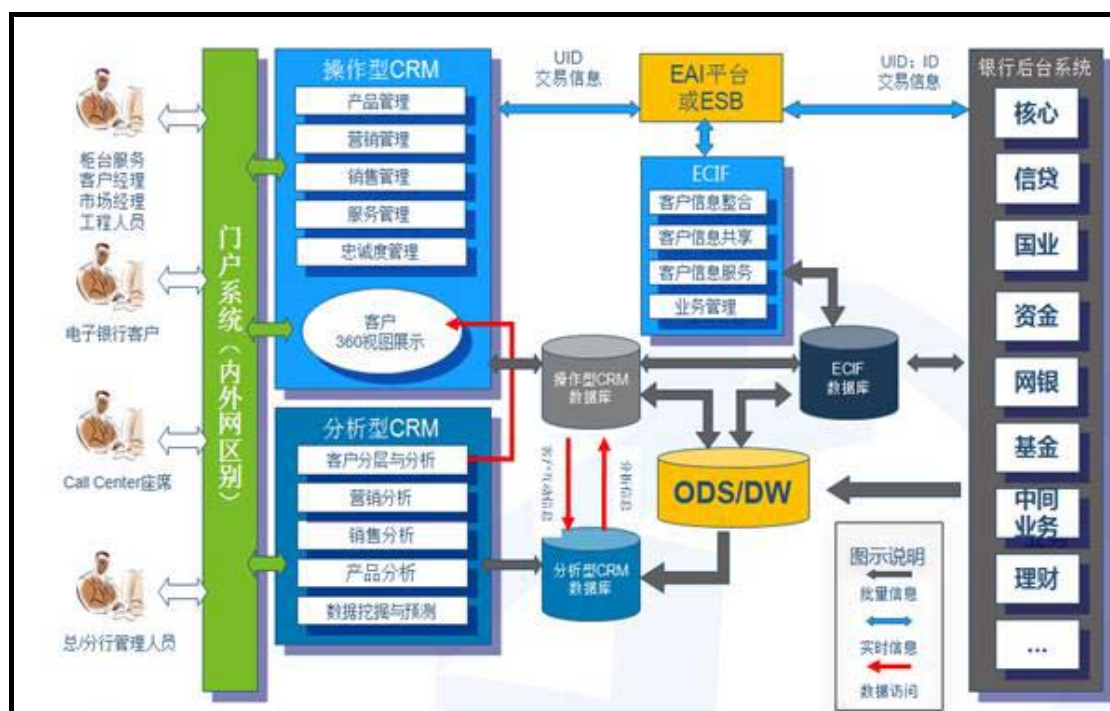 柜台服务
客户经理
市场经理
工程人员
电子银行客户
Call Center座席
总/分行管理人员
门户系统（内外网区别）
操作型CRM
产品管理
营销管理
销售管理
服务管理
忠诚度管理
客户
360视图展示
分析型CRM
客户分层与分析
营销分析
销售分析
产品分析
数据挖掘与预测
UID
交易信息
EAI平台
或ESB
UID；ID
交易信息
ECIF
客户信息整合
客户信息共享
客户信息服务
业务管理
操作型CRM
数据库
ECIF
数据库
客户互动信息
分析信息
ODS/DW
分析型CRM
数据库
银行后台系统
核心
信贷
国业
资金
网银
基金
中间
业务
理财
...
图示说明
批量信息
实时信息
数据访问